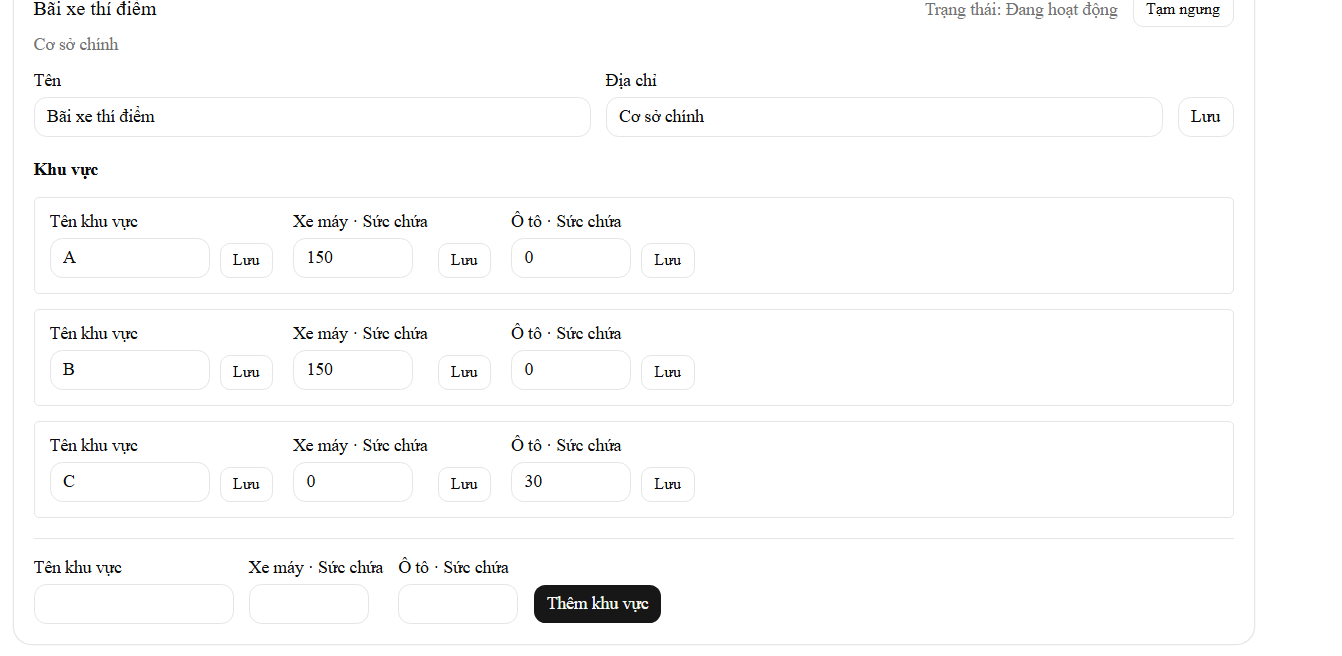 Bãi xe thí điểm Trạng thái: Đang hoạt động Tạm ngưng
Cơ sở chính
Tên Địa chỉ
Bãi xe thí điểm Cơ sở chính Lưu
Khu vực
Tên khu vực Xe máy · Sức chứa Ô tô · Sức chứa
A Lưu 150 Lưu 0 Lưu
Tên khu vực Xe máy · Sức chứa Ô tô · Sức chứa
B Lưu 150 Lưu 0 Lưu
Tên khu vực Xe máy · Sức chứa Ô tô · Sức chứa
C Lưu 0 Lưu 30 Lưu
Tên khu vực Xe máy · Sức chứa Ô tô · Sức chứa
Thêm khu vực